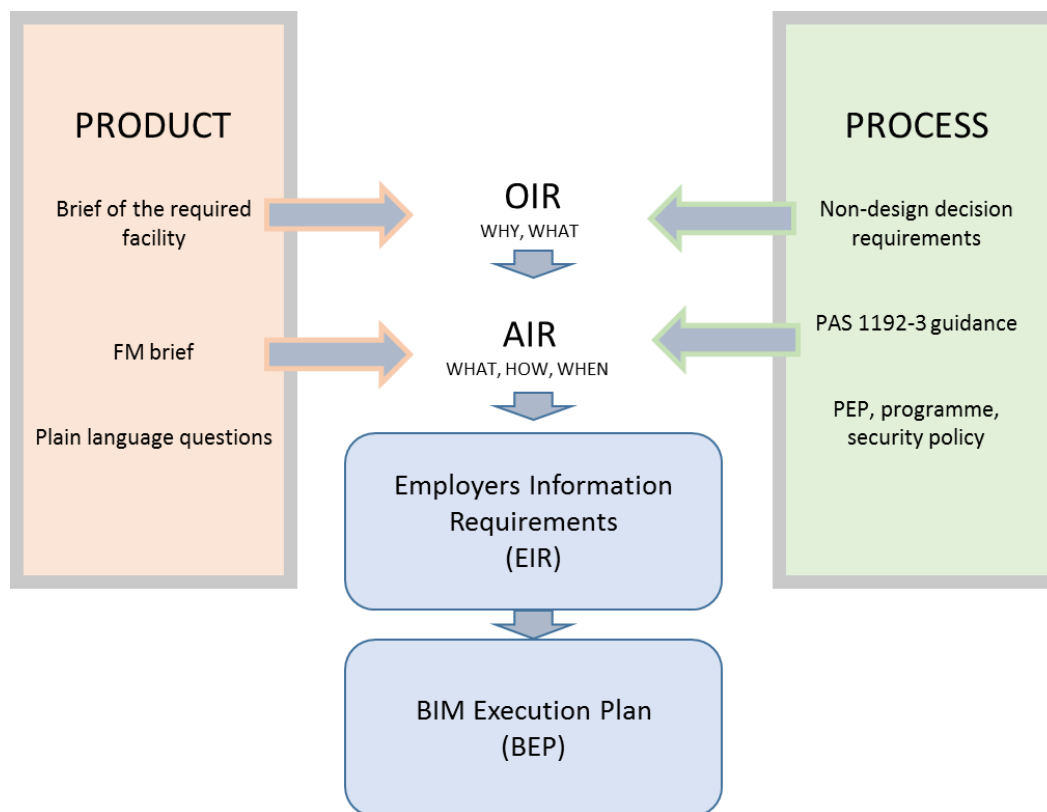 PRODUCT
Brief of the required
facility
FM brief
Plain language questions
OIR
WHY, WHAT
AIR
WHAT, HOW, WHEN
Employers Information
Requirements
(EIR)
BIM Execution Plan
(BEP)
PROCESS
Non-design decision
requirements
PAS 1192-3 guidance
PEP, programme,
security policy